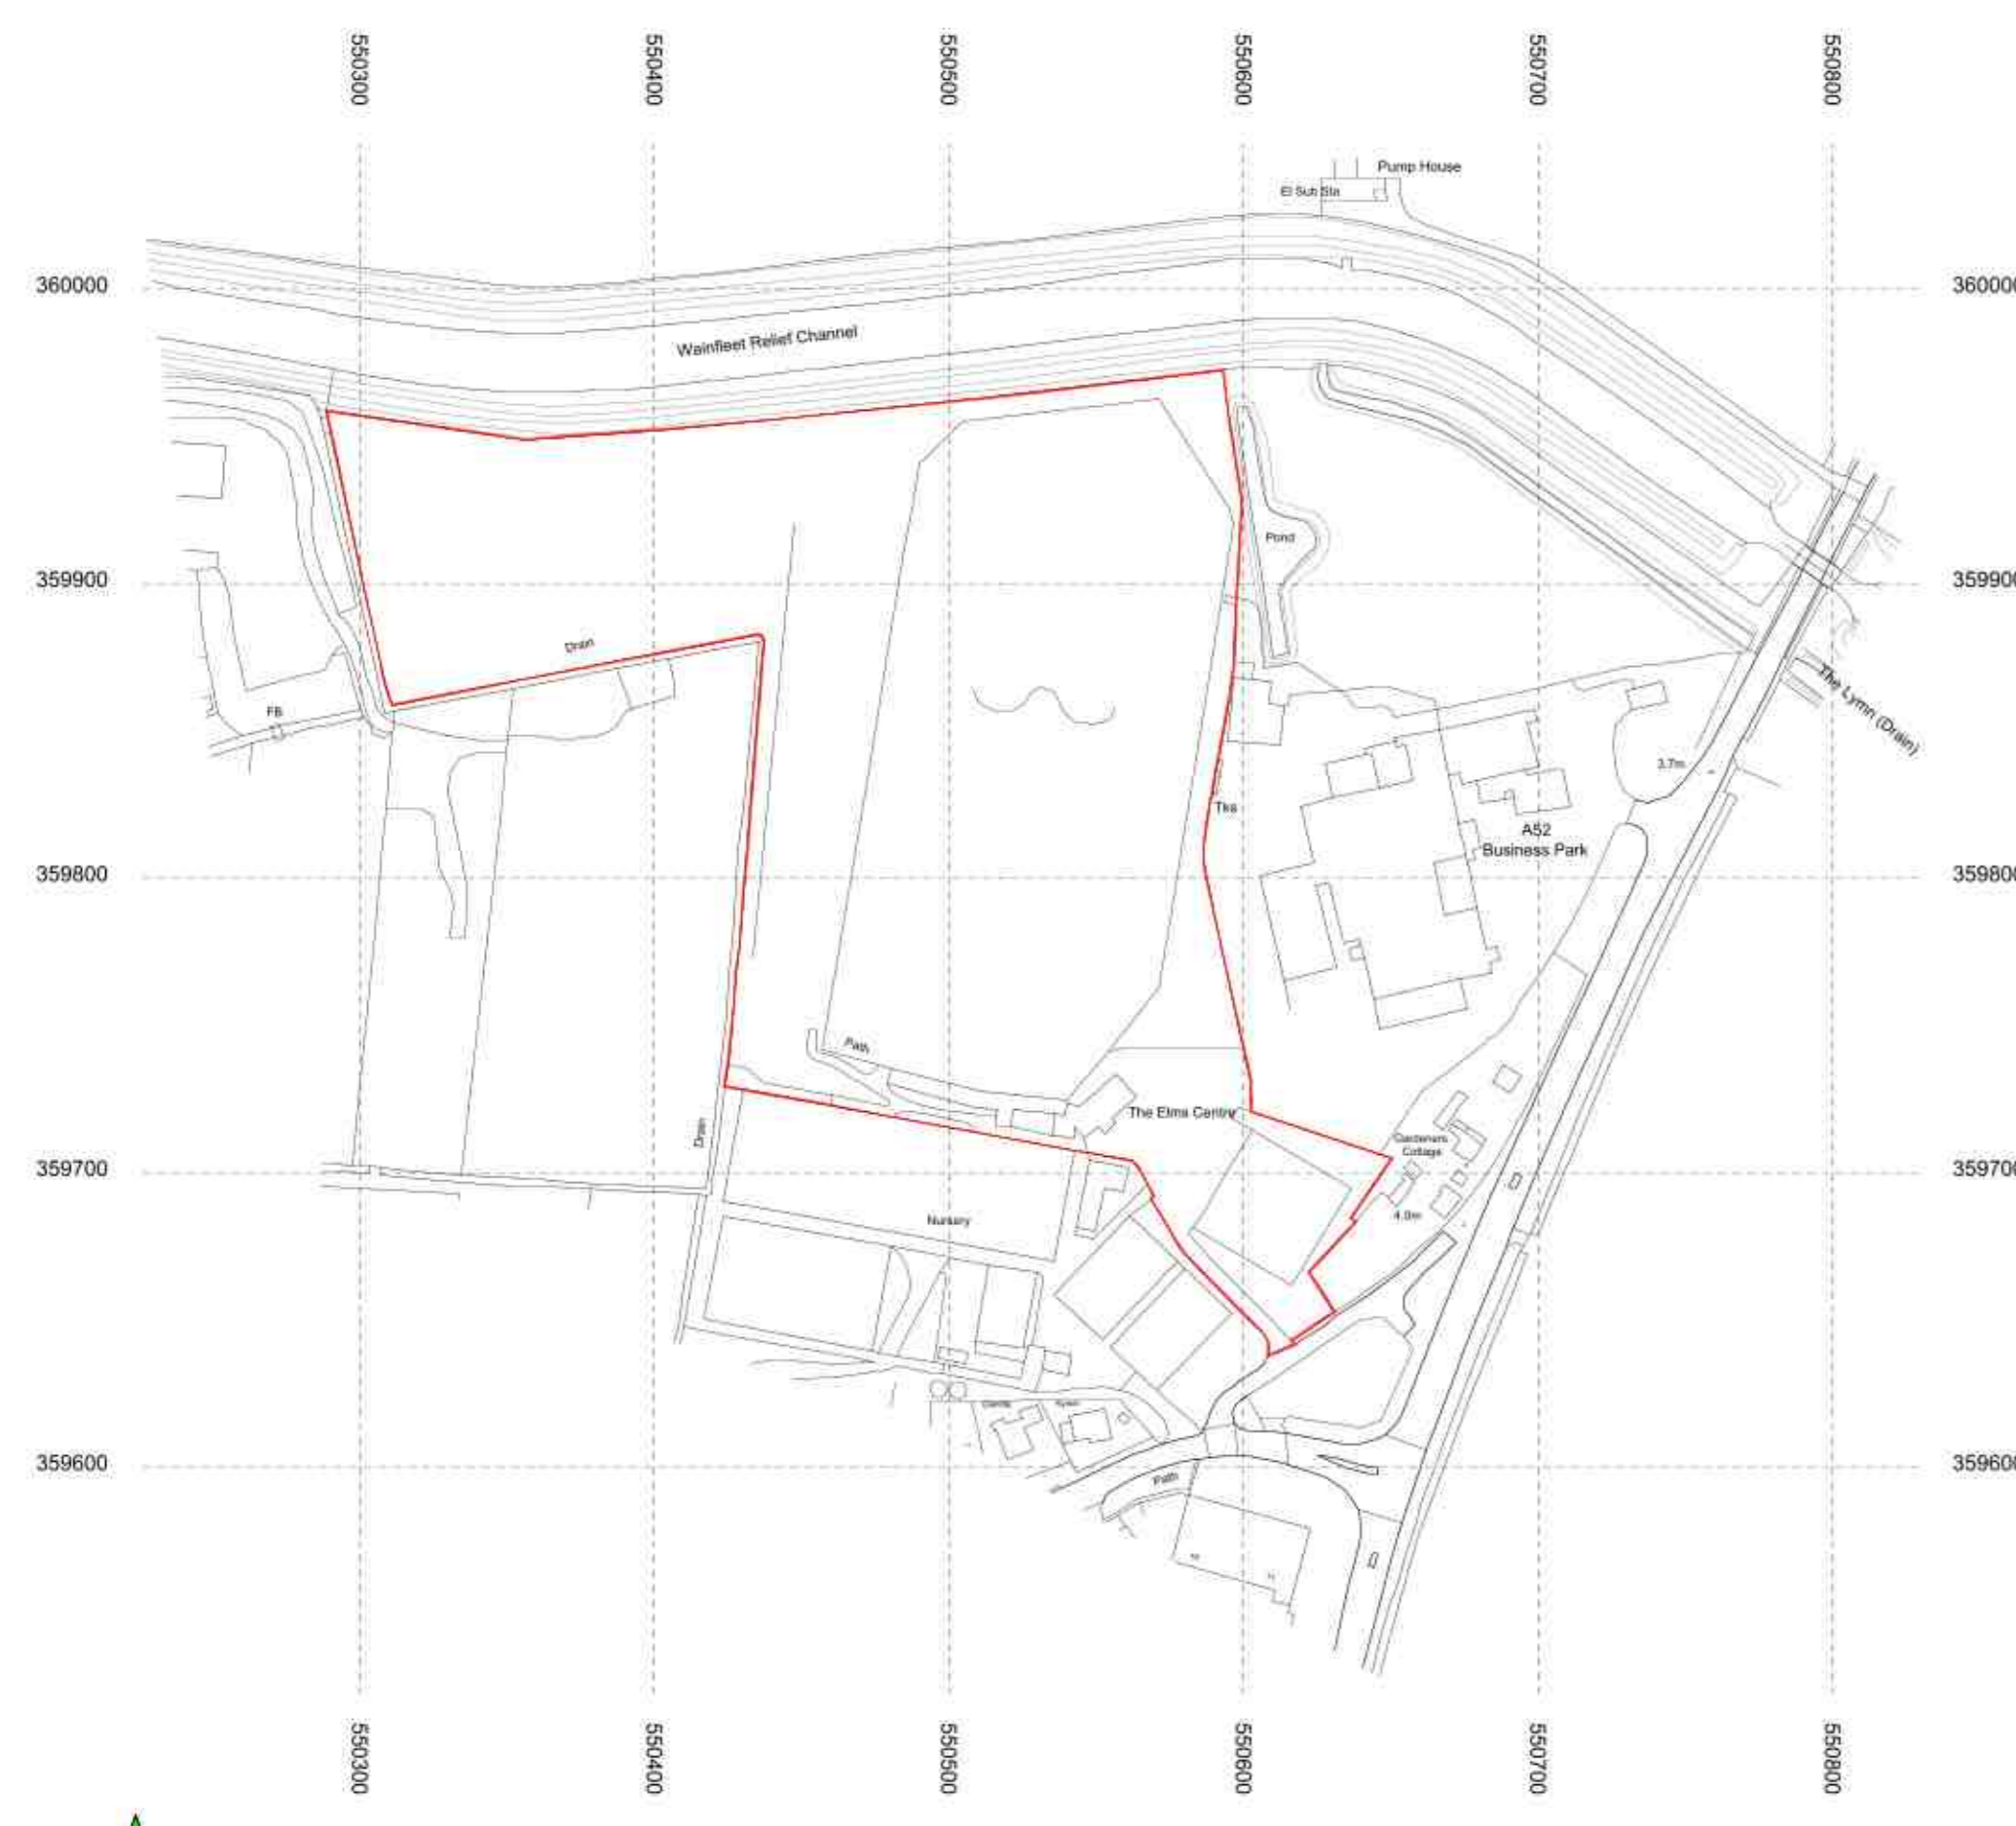 550300
550400
550500
550600
550700
550800
Pump House
El Sub Sta
360000
360000
Wainfleet Relief Channel
Pond
359900
359900
Drain
FB
The Lymn (Drain)
3.7m
Tks
A52
Business Park
359800
359800
Path
The Elms Centre
Drain
Gardeners
Cottage
359700
359700
4.0m
Nursery
359600
359600
Path
550300
550400
550500
550600
550700
550800